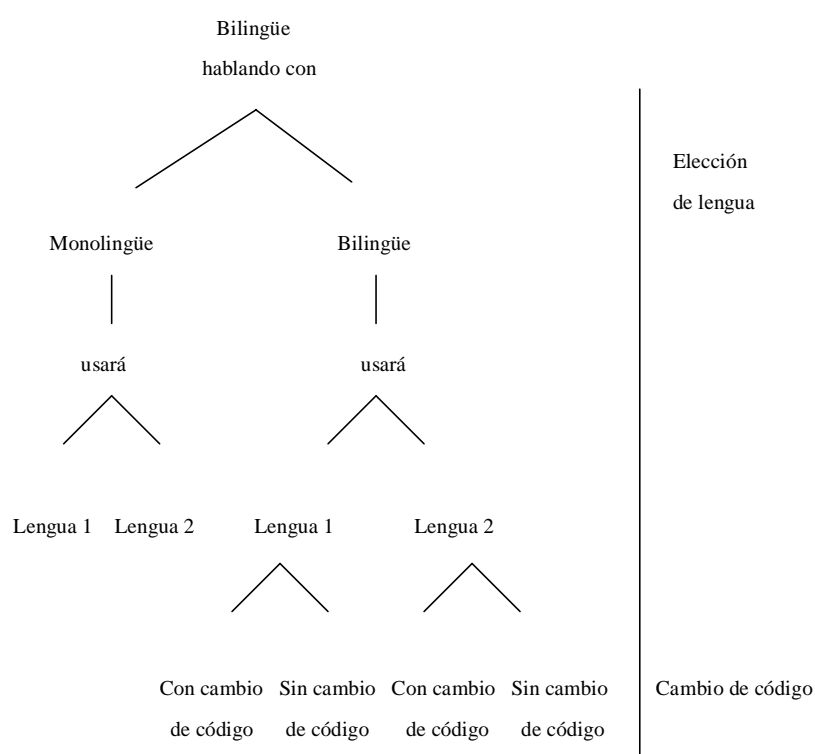 Bilingüe
hablando con
Elección
de lengua
Monolingüe Bilingüe
usará usará
Lengua 1 Lengua 2 Lengua 1 Lengua 2
Con cambio Sin cambio Con cambio Sin cambio Cambio de código
de código de código de código de código